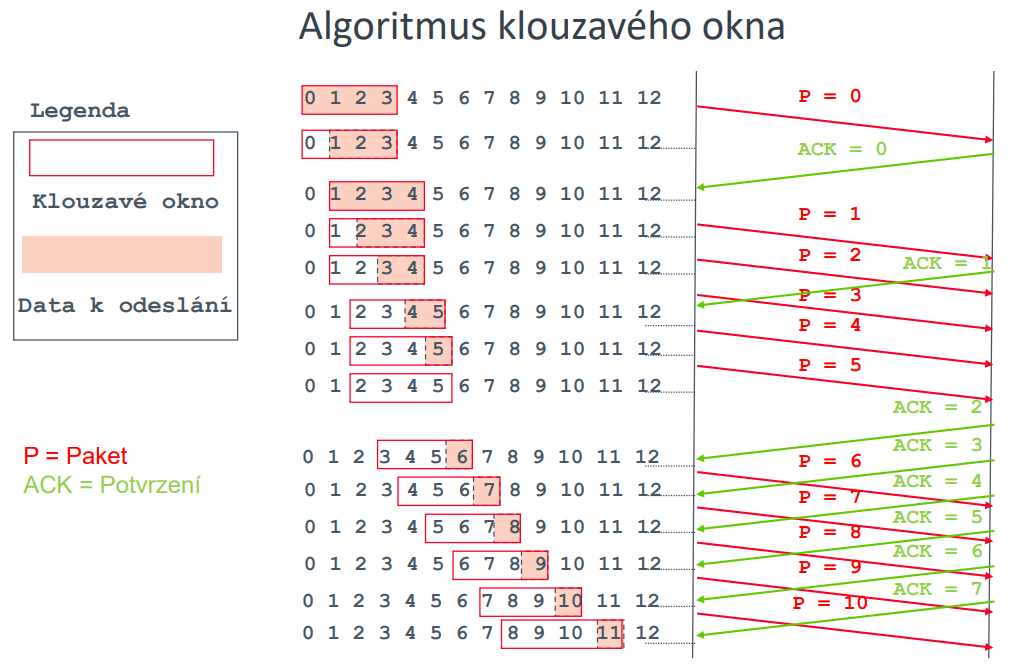 Algoritmus klouzavého okna
Legenda
Klouzavé okno
Data k odeslání
P = Paket
ACK = Potvrzení
0 1 2 3 4 5 6 7 8 9 10 11 12
0 1 2 3 4 5 6 7 8 9 10 11 12
0 1 2 3 4 5 6 7 8 9 10 11 12
0 1 2 3 4 5 6 7 8 9 10 11 12
0 1 2 3 4 5 6 7 8 9 10 11 12
0 1 2 3 4 5 6 7 8 9 10 11 12
0 1 2 3 4 5 6 7 8 9 10 11 12
0 1 2 3 4 5 6 7 8 9 10 11 12
0 1 2 3 4 5 6 7 8 9 10 11 12
0 1 2 3 4 5 6 7 8 9 10 11 12
0 1 2 3 4 5 6 7 8 9 10 11 12
0 1 2 3 4 5 6 7 8 9 10 11 12
0 1 2 3 4 5 6 7 8 9 10 11 12
0 1 2 3 4 5 6 7 8 9 10 11 12
P = 0
ACK = 0
P = 1
P = 2
ACK = 1
P = 3
P = 4
P = 5
ACK = 2
ACK = 3
P = 6
ACK = 4
P = 7
ACK = 5
P = 8
ACK = 6
P = 9
ACK = 7
P = 10